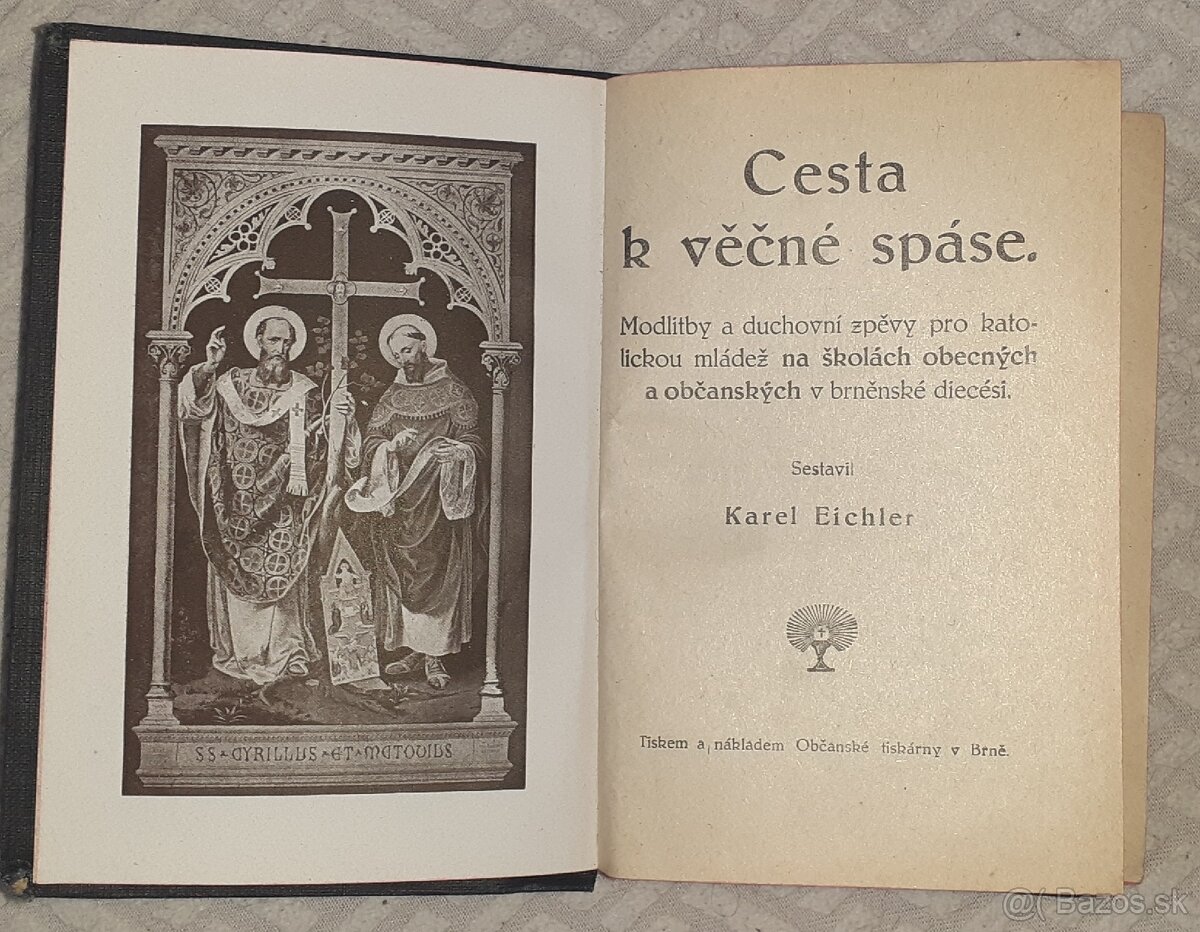 SS CYRILLUS ET METODIUS
Cesta
k věčné spáse.
Modlitby a duchovní zpěvy pro kato-
lickou mládež na školách obecných
a občanských v brněnské diecési.
Sestavil
Karel Eichler
Tiskem a nákladem Občanské tiskárny v Brně.
@( Bazos.sk